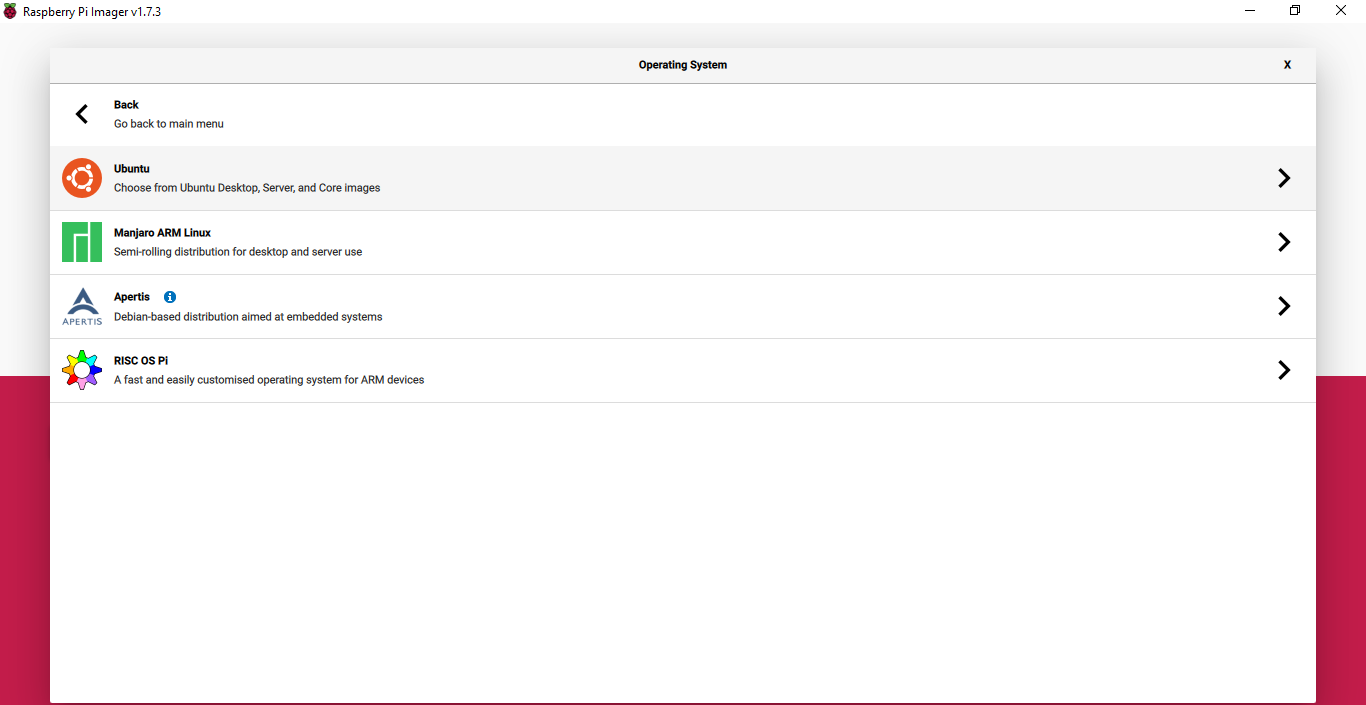 Raspberry Pi Imager v1.7.3
Operating System
X
Back
Go back to main menu
Ubuntu
Choose from Ubuntu Desktop, Server, and Core images
Manjaro ARM Linux
Semi-rolling distribution for desktop and server use
Apertis
Debian-based distribution aimed at embedded systems
APERTIS
RISC OS Pi
A fast and easily customised operating system for ARM devices